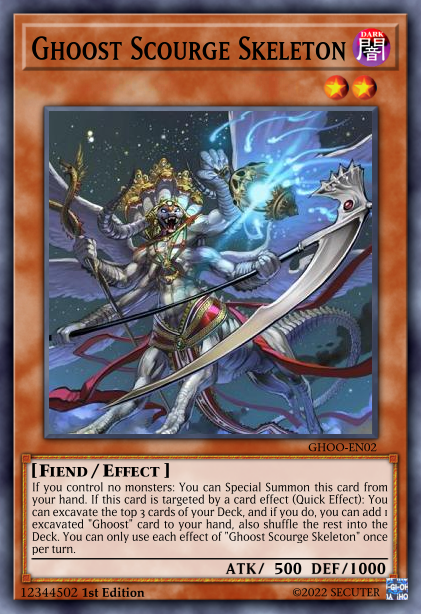 Ghoost Scourge Skeleton
DARK
闇
GHOO-EN02
[Fiend / Effect ]
If you control no monsters: You can Special Summon this card from
your hand. If this card is targeted by a card effect (Quick Effect): You
can excavate the top 3 cards of your Deck, and if you do, you can add 1
excavated "Ghoost" card to your hand, also shuffle the rest into the
Deck. You can only use each effect of "Ghoost Scourge Skeleton" once
per turn.
ATK/ 500 DEF/1000
12344502 1st Edition
©2022 SECUTER